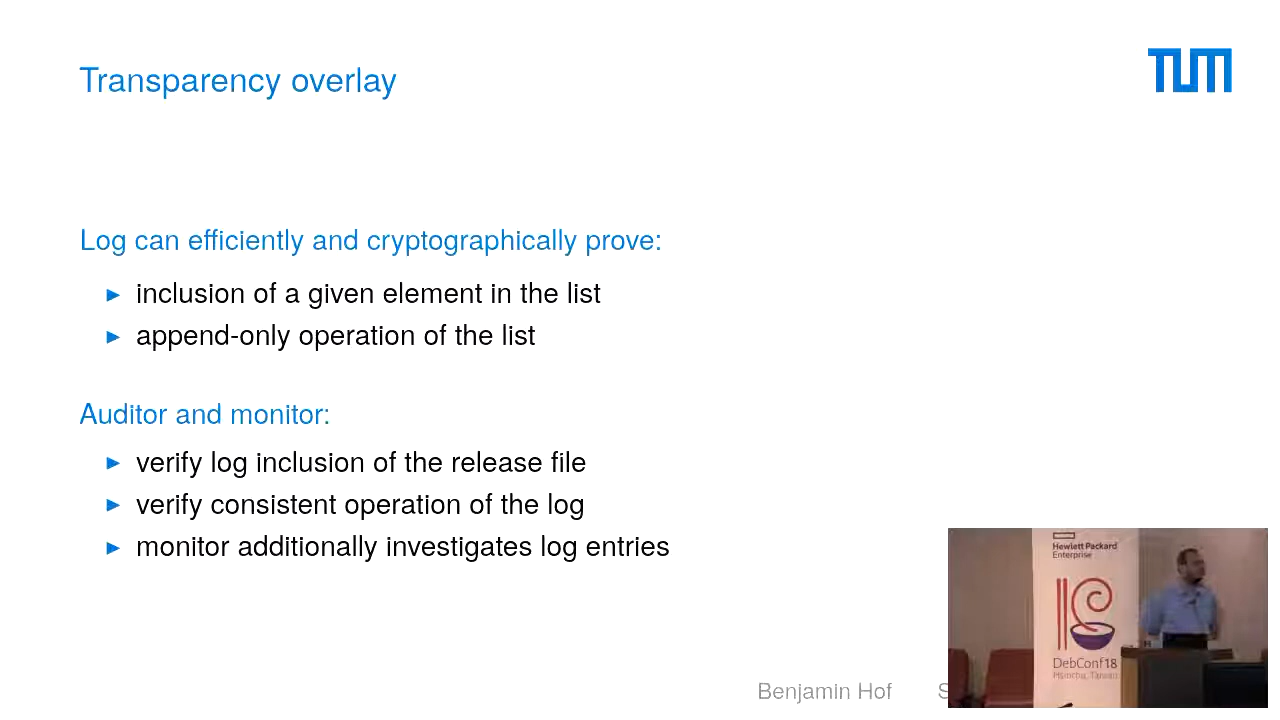 Transparency overlay
TUM
Log can efficiently and cryptographically prove:
► inclusion of a given element in the list
► append-only operation of the list
Auditor and monitor:
► verify log inclusion of the release file
► verify consistent operation of the log
► monitor additionally investigates log entries
Hewlett Packard
Enterprise
DebConf18
Hsinchu, Taiwan
Benjamin Hof S